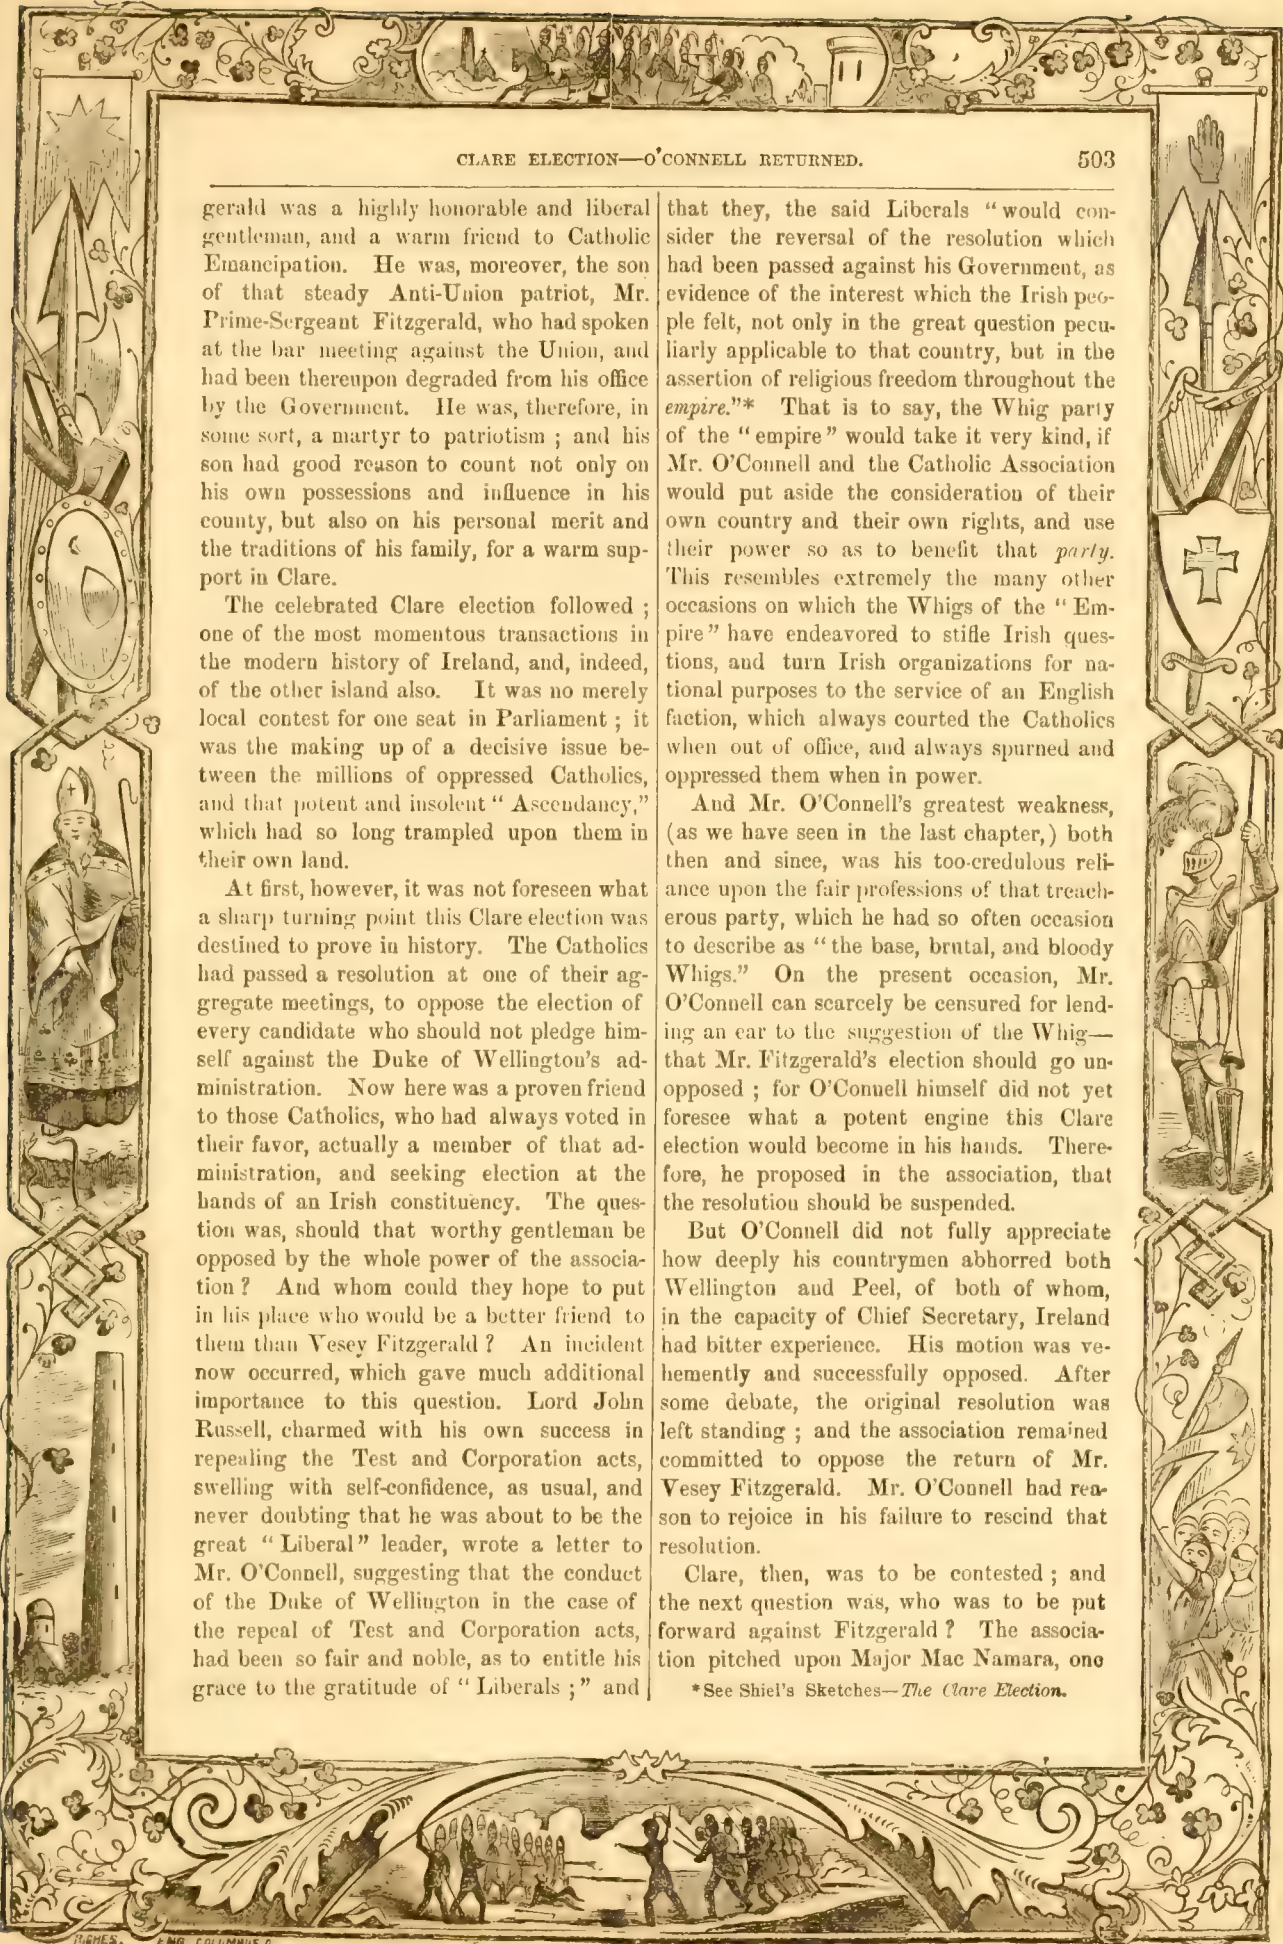 CLARE ELECTION—O'CONNELL RETURNED. 503
gerald was a highly honorable and liberal
gentleman, and a warm friend to Catholic
Emancipation. He was, moreover, the son
of that steady Anti-Union patriot, Mr.
Prime-Sergeant Fitzgerald, who had spoken
at the bar meeting against the Union, and
had been thereupon degraded from his office
by the Government. He was, therefore, in
some sort, a martyr to patriotism ; and his
son had good reason to count not only on
his own possessions and influence in his
county, but also on his personal merit and
the traditions of his family, for a warm sup-
port in Clare.
The celebrated Clare election followed ;
one of the most momentous transactions in
the modern history of Ireland, and, indeed,
of the other island also. It was no merely
local contest for one seat in Parliament ; it
was the making up of a decisive issue be-
tween the millions of oppressed Catholics,
and that potent and insolent "Ascendancy,"
which had so long trampled upon them in
their own land.
At first, however, it was not foreseen what
a sharp turning point this Clare election was
destined to prove in history. The Catholics
had passed a resolution at one of their ag-
gregate meetings, to oppose the election of
every candidate who should not pledge him-
self against the Duke of Wellington's ad-
ministration. Now here was a proven friend
to those Catholics, who had always voted in
their favor, actually a member of that ad-
ministration, and seeking election at the
hands of an Irish constituency. The ques-
tion was, should that worthy gentleman be
opposed by the whole power of the associa-
tion ? And whom could they hope to put
in his place who would be a better friend to
them than Vesey Fitzgerald ? An incident
now occurred, which gave much additional
importance to this question. Lord John
Russell, charmed with his own success in
repealing the Test and Corporation acts,
swelling with self-confidence, as usual, and
never doubting that he was about to be the
great "Liberal" leader, wrote a letter to
Mr. O'Connell, suggesting that the conduct
of the Duke of Wellington in the case of
the repeal of Test and Corporation acts,
had been so fair and noble, as to entitle his
grace to the gratitude of "Liberals ;" and
that they, the said Liberals "would con-
sider the reversal of the resolution which
had been passed against his Government, as
evidence of the interest which the Irish peo-
ple felt, not only in the great question pecu-
liarly applicable to that country, but in the
assertion of religious freedom throughout the
empire."* That is to say, the Whig party
of the "empire" would take it very kind, if
Mr. O'Connell and the Catholic Association
would put aside the consideration of their
own country and their own rights, and use
their power so as to benefit that party.
This resembles extremely the many other
occasions on which the Whigs of the "Em-
pire" have endeavored to stifle Irish ques-
tions, and turn Irish organizations for na-
tional purposes to the service of an English
faction, which always courted the Catholics
when out of office, and always spurned and
oppressed them when in power.
And Mr. O'Connell's greatest weakness,
(as we have seen in the last chapter,) both
then and since, was his too-credulous reli-
ance upon the fair professions of that treach-
erous party, which he had so often occasion
to describe as "the base, brutal, and bloody
Whigs." On the present occasion, Mr.
O'Connell can scarcely be censured for lend-
ing an ear to the suggestion of the Whig—
that Mr. Fitzgerald's election should go un-
opposed ; for O'Connell himself did not yet
foresee what a potent engine this Clare
election would become in his hands. There-
fore, he proposed in the association, that
the resolution should be suspended.
But O'Connell did not fully appreciate
how deeply his countrymen abhorred both
Wellington and Peel, of both of whom,
in the capacity of Chief Secretary, Ireland
had bitter experience. His motion was ve-
hemently and successfully opposed. After
some debate, the original resolution was
left standing ; and the association remained
committed to oppose the return of Mr.
Vesey Fitzgerald. Mr. O'Connell had rea-
son to rejoice in his failure to rescind that
resolution.
Clare, then, was to be contested ; and
the next question was, who was to be put
forward against Fitzgerald ? The associa-
tion pitched upon Major Mac Namara, one
*See Shiel's Sketches—The Clare Election.
ENG. COLUMBUS O.